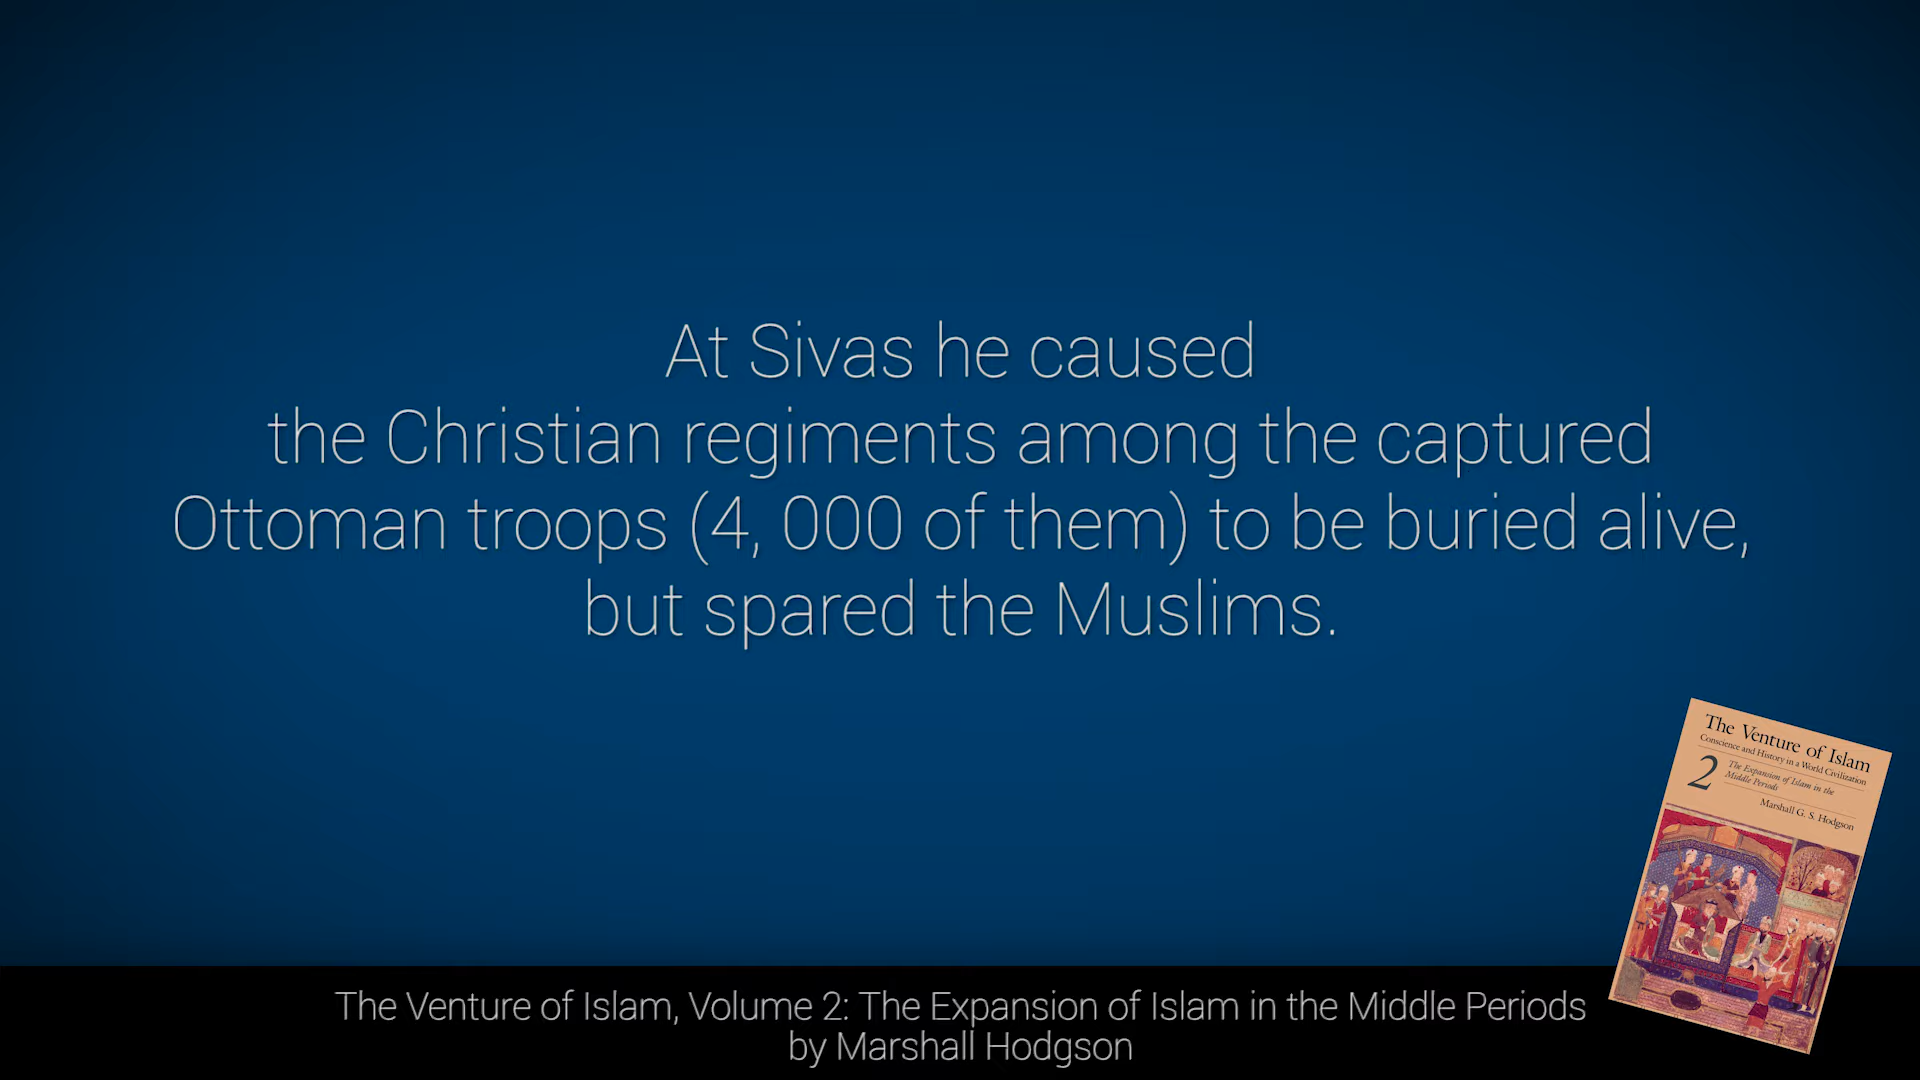 At Sivas he caused
the Christian regiments among the captured
Ottoman troops (4, 000 of them) to be buried alive,
but spared the Muslims.
The Venture of Islam
Conscience and History in a World Civilization
2
The Expansion of Islam in the
Middle Periods
Marshall G. S. Hodgson
The Venture of Islam, Volume 2: The Expansion of Islam in the Middle Periods
by Marshall Hodgson